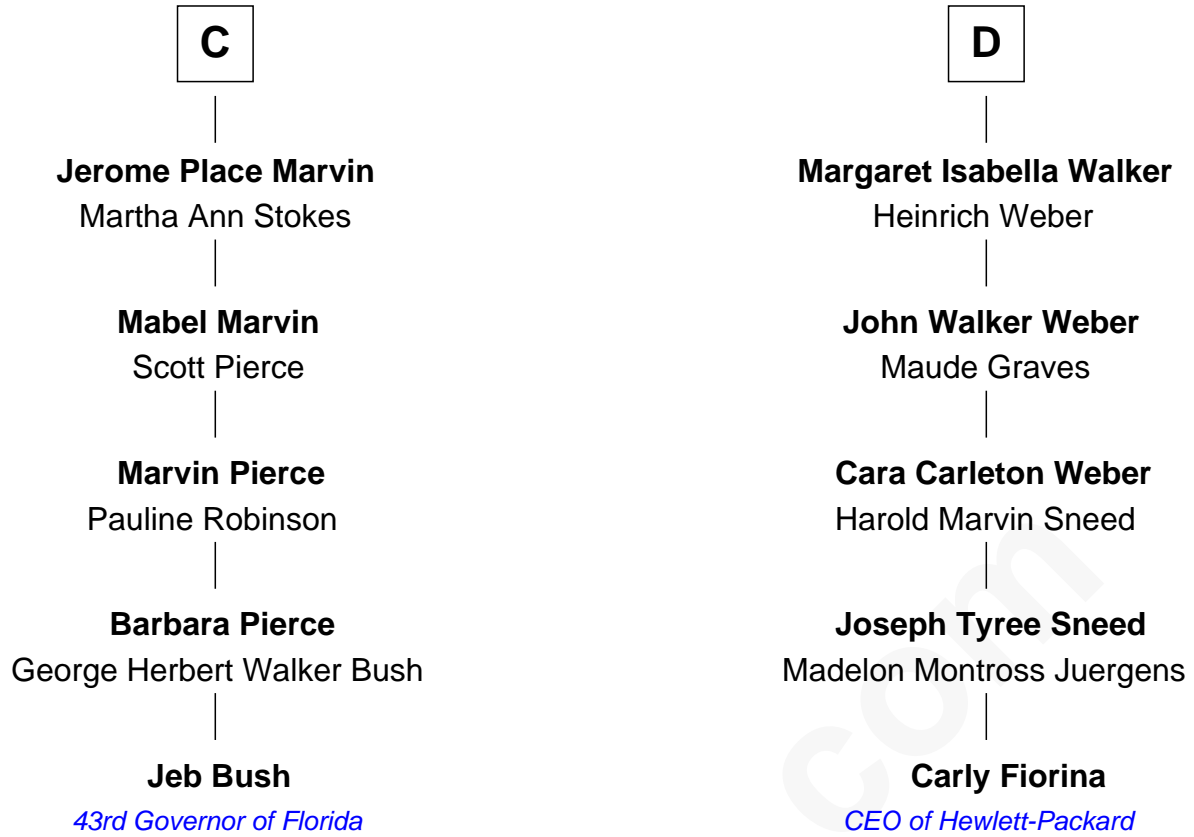 C
Jerome Place Marvin
Martha Ann Stokes
Mabel Marvin
Scott Pierce
Marvin Pierce
Pauline Robinson
Barbara Pierce
George Herbert Walker Bush
Jeb Bush
43rd Governor of Florida
D
Margaret Isabella Walker
Heinrich Weber
John Walker Weber
Maude Graves
Cara Carleton Weber
Harold Marvin Sneed
Joseph Tyree Sneed
Madelon Montross Juergens
Carly Fiorina
CEO of Hewlett-Packard
com